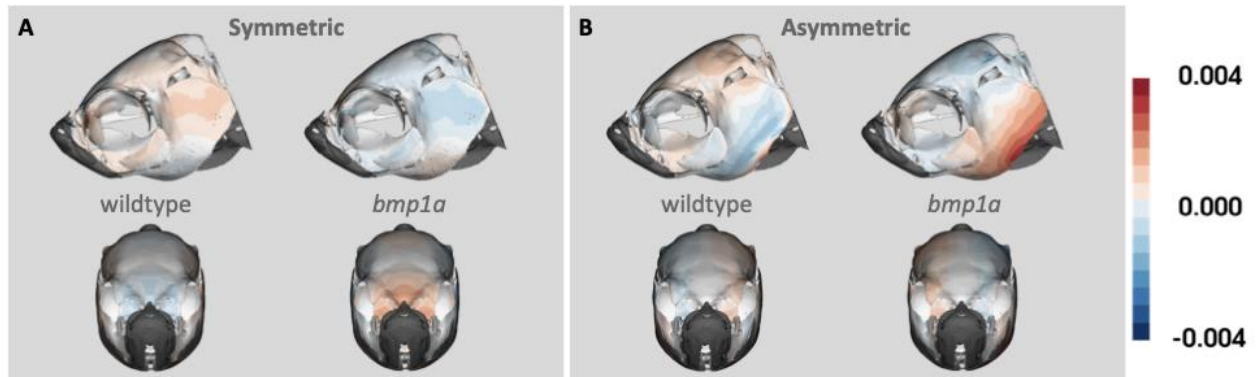 A Symmetric
wildtype bmp1a
B Asymmetric
wildtype bmp1a
0.004
0.000
-0.004